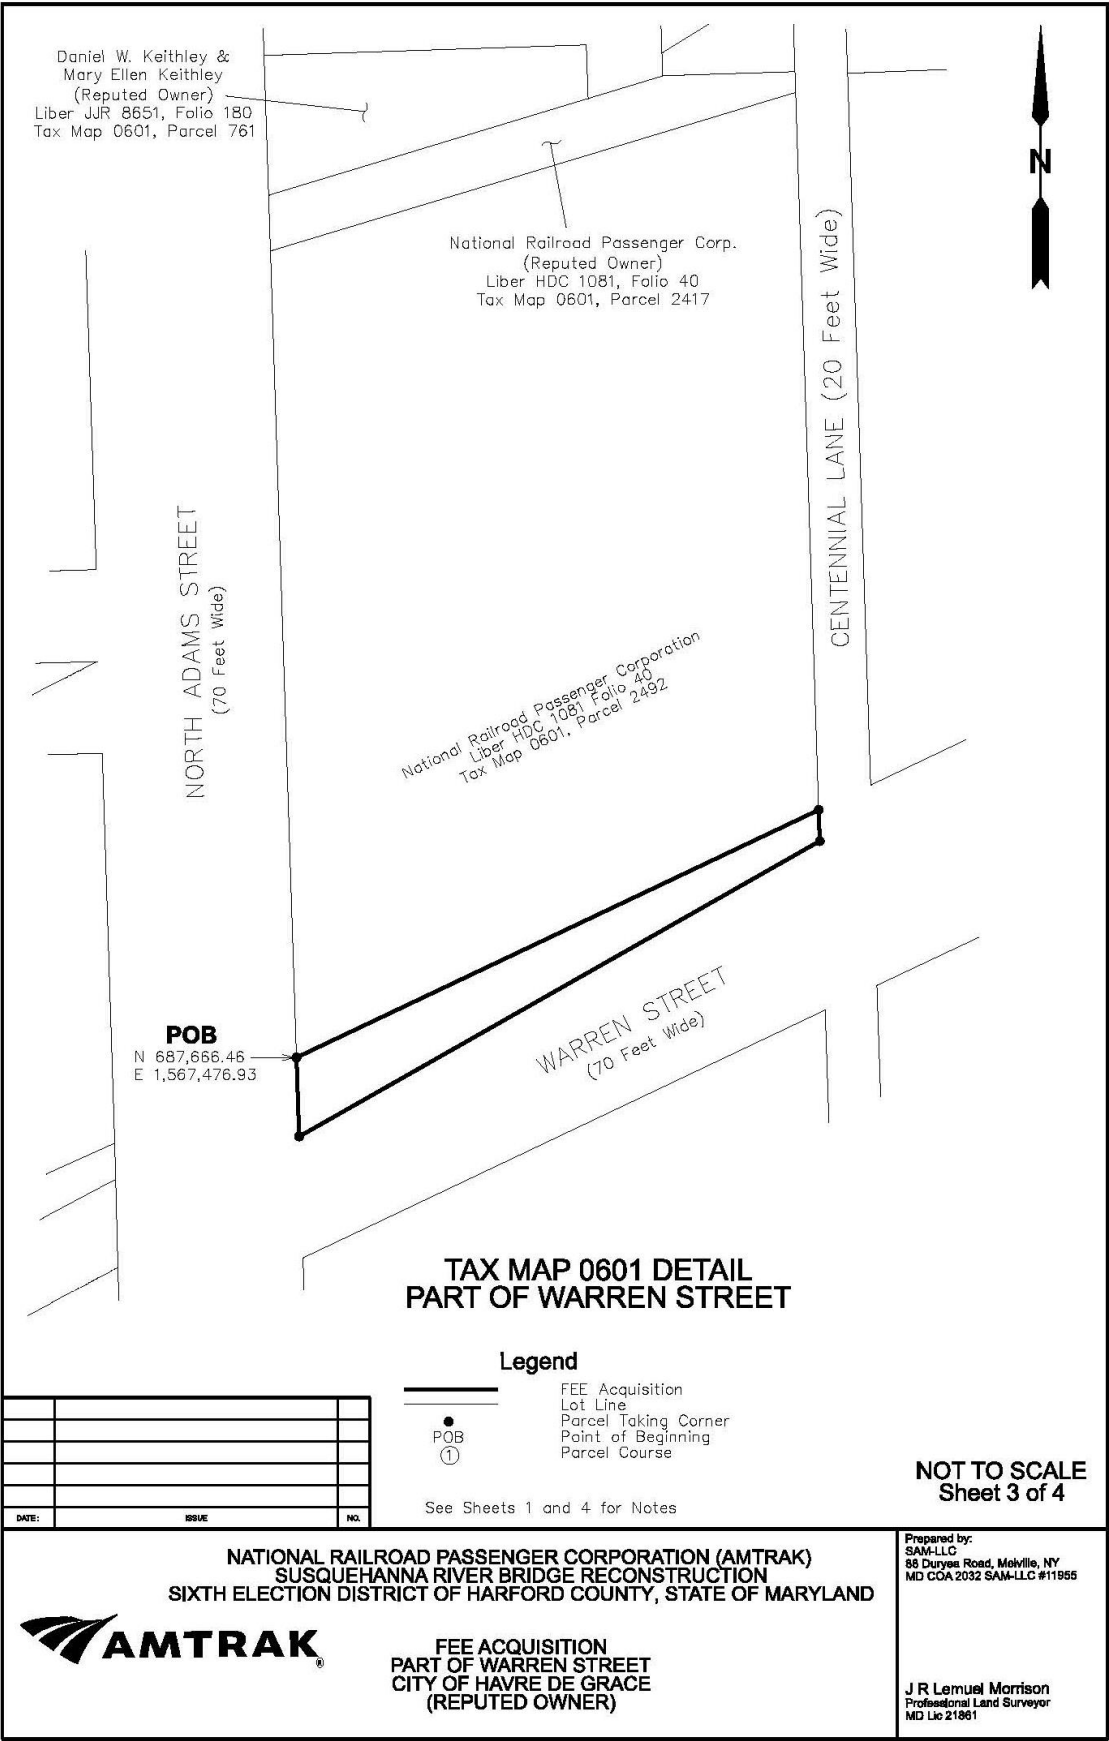 Daniel W. Keithley &
Mary Ellen Keithley
(Reputed Owner)
Liber JJR 8651, Folio 180
Tax Map 0601, Parcel 761
N
National Railroad Passenger Corp.
(Reputed Owner)
Liber HDC 1081, Folio 40
Tax Map 0601, Parcel 2417
CENTENNIAL LANE (20 Feet Wide)
NORTH ADAMS STREET
(70 Feet Wide)
National Railroad Passenger Corporation
Liber HDC 1081 Folio 40
Tax Map 0601, Parcel 2492
POB
N 687,666.46
E 1,567,476.93
WARREN STREET
(70 Feet Wide)
TAX MAP 0601 DETAIL
PART OF WARREN STREET
Legend
FEE Acquisition
Lot Line
Parcel Taking Corner
POB Point of Beginning
1 Parcel Course
See Sheets 1 and 4 for Notes
NOT TO SCALE
Sheet 3 of 4
DATE: ISSUE NO.
NATIONAL RAILROAD PASSENGER CORPORATION (AMTRAK)
SUSQUEHANNA RIVER BRIDGE RECONSTRUCTION
SIXTH ELECTION DISTRICT OF HARFORD COUNTY, STATE OF MARYLAND
AMTRAK®
FEE ACQUISITION
PART OF WARREN STREET
CITY OF HAVRE DE GRACE
(REPUTED OWNER)
Prepared by:
SAM-LLC
88 Duryea Road, Melville, NY
MD COA 2032 SAM-LLC #11955
J R Lemuel Morrison
Professional Land Surveyor
MD Lic 21861